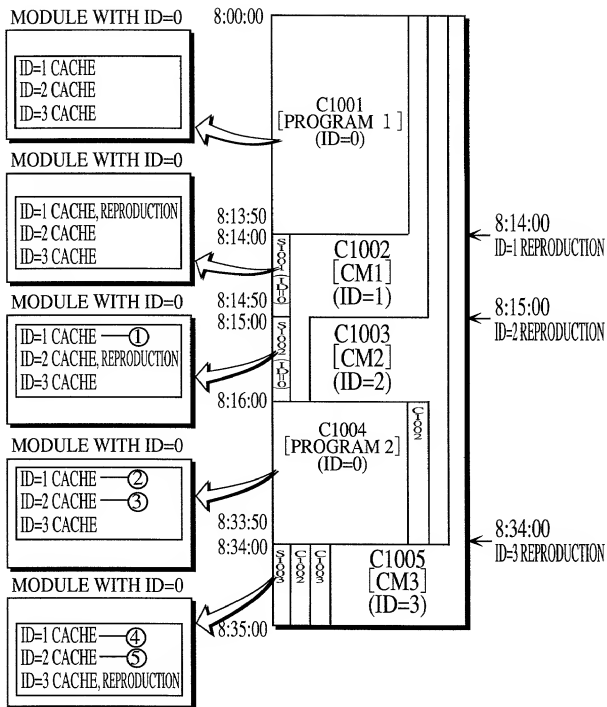 MODULE WITH ID=0
ID=1 CACHE
ID=2 CACHE
ID=3 CACHE
MODULE WITH ID=0
ID=1 CACHE, REPRODUCTION
ID=2 CACHE
ID=3 CACHE
MODULE WITH ID=0
ID=1 CACHE ①
ID=2 CACHE, REPRODUCTION
ID=3 CACHE
MODULE WITH ID=0
ID=1 CACHE ②
ID=2 CACHE ③
ID=3 CACHE
MODULE WITH ID=0
ID=1 CACHE ④
ID=2 CACHE ⑤
ID=3 CACHE, REPRODUCTION
8:00:00
8:13:50
8:14:00
8:14:50
8:15:00
8:16:00
8:33:50
8:34:00
8:35:00
C1001
[PROGRAM 1]
(ID=0)
C1002
[CM1]
(ID=1)
C1003
[CM2]
(ID=2)
C1004
[PROGRAM 2]
(ID=0)
C1002
C1002
C1003
C1005
[CM3]
(ID=3)
8:14:00
ID=1 REPRODUCTION
8:15:00
ID=2 REPRODUCTION
8:34:00
ID=3 REPRODUCTION